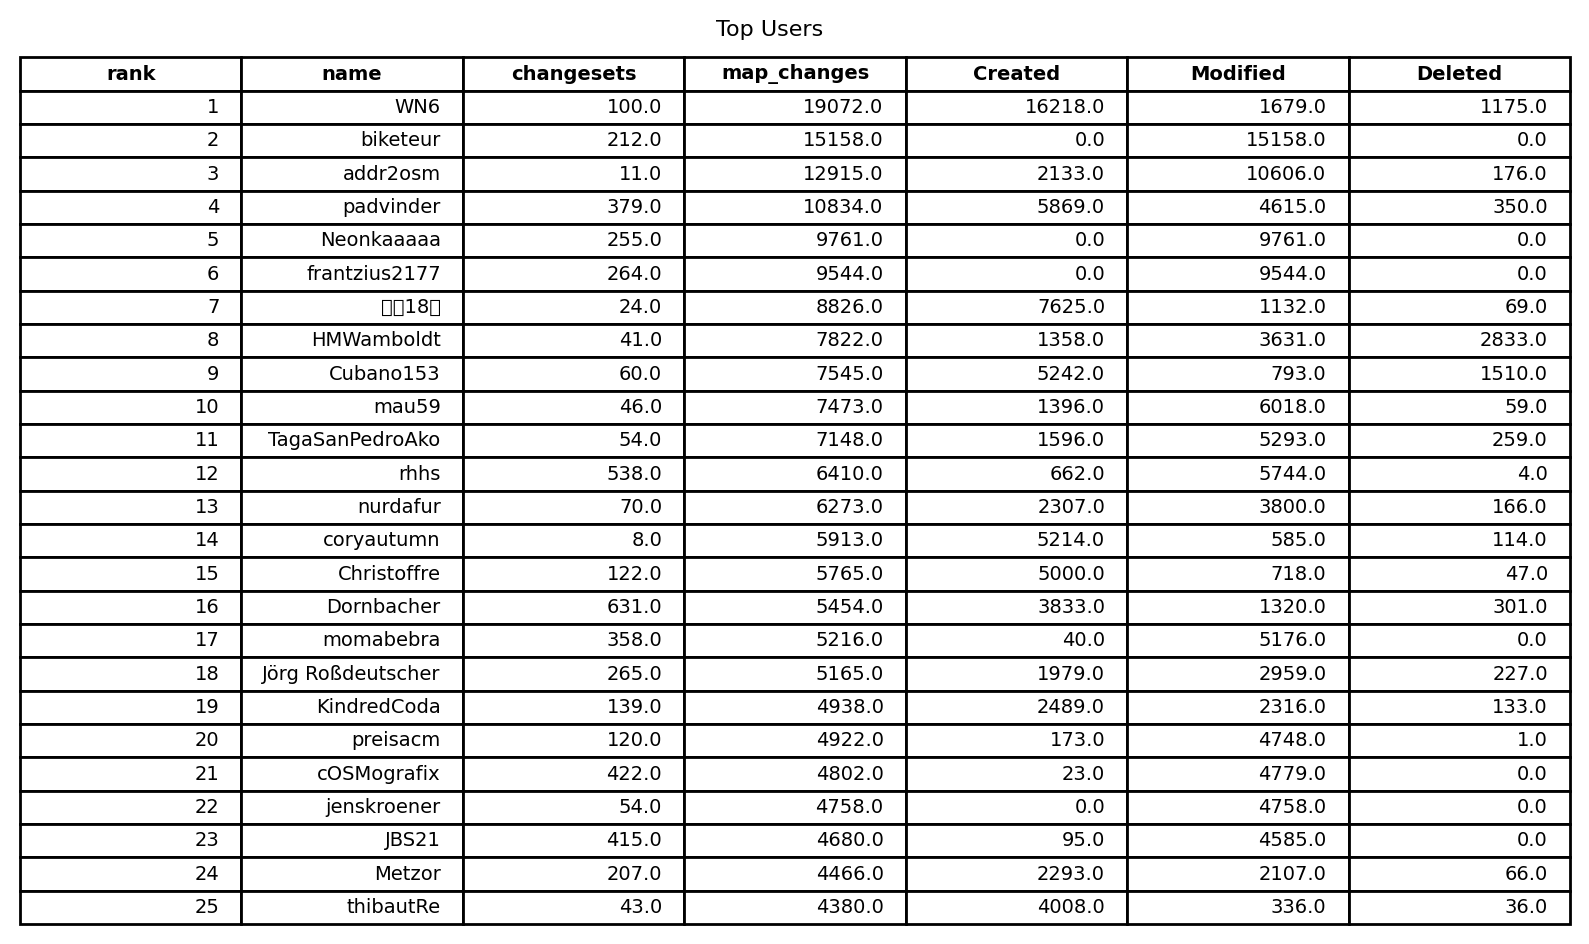 Top Users
rank name changesets map_changes Created Modified Deleted
1 WN6 100.0 19072.0 16218.0 1679.0 1175.0
2 biketeur 212.0 15158.0 0.0 15158.0 0.0
3 addr2osm 11.0 12915.0 2133.0 10606.0 176.0
4 padvinder 379.0 10834.0 5869.0 4615.0 350.0
5 Neonkaaaaa 255.0 9761.0 0.0 9761.0 0.0
6 frantzius2177 264.0 9544.0 0.0 9544.0 0.0
7 18 24.0 8826.0 7625.0 1132.0 69.0
8 HMWamboldt 41.0 7822.0 1358.0 3631.0 2833.0
9 Cubano153 60.0 7545.0 5242.0 793.0 1510.0
10 mau59 46.0 7473.0 1396.0 6018.0 59.0
11 TagaSanPedroAko 54.0 7148.0 1596.0 5293.0 259.0
12 rhhs 538.0 6410.0 662.0 5744.0 4.0
13 nurdafur 70.0 6273.0 2307.0 3800.0 166.0
14 coryautumn 8.0 5913.0 5214.0 585.0 114.0
15 Christoffre 122.0 5765.0 5000.0 718.0 47.0
16 Dornbacher 631.0 5454.0 3833.0 1320.0 301.0
17 momabebra 358.0 5216.0 40.0 5176.0 0.0
18 Jörg Roßdeutscher 265.0 5165.0 1979.0 2959.0 227.0
19 KindredCoda 139.0 4938.0 2489.0 2316.0 133.0
20 preisacm 120.0 4922.0 173.0 4748.0 1.0
21 cOSMografix 422.0 4802.0 23.0 4779.0 0.0
22 jenskroener 54.0 4758.0 0.0 4758.0 0.0
23 JBS21 415.0 4680.0 95.0 4585.0 0.0
24 Metzor 207.0 4466.0 2293.0 2107.0 66.0
25 thibautRe 43.0 4380.0 4008.0 336.0 36.0